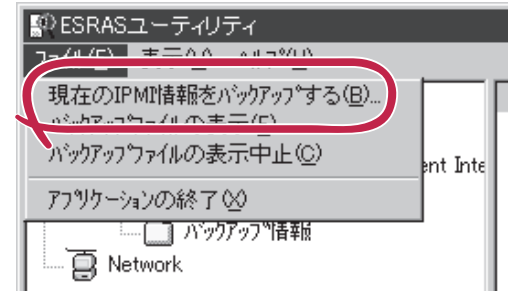 ESRASユーティリティ
ファイル(F) 表示(V) ヘルプ(H)
現在のIPMI情報をバックアップする(B)...
バックアップファイルの表示(F)
バックアップファイルの表示中止(C)
ent Inte
アプリケーションの終了(X)
バックアップ情報
Network